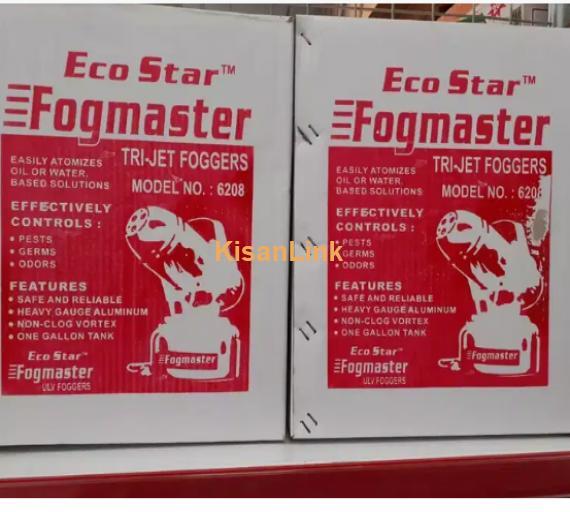 Eco Star™
Fogmaster
TRI-JET FOGGERS
MODEL NO. : 6208
EASILY ATOMIZES
OIL OR WATER,
BASED SOLUTIONS
EFFECTIVELY
CONTROLS :
• PESTS
• GERMS
• ODORS
FEATURES
• SAFE AND RELIABLE
• HEAVY GAUGE ALUMINUM
• NON-CLOG VORTEX
• ONE GALLON TANK
Fogmaster
Eco Star™
Fogmaster
ULV FOGGERS
KisanLink
Eco Star™
Fogmaster
TRI-JET FOGGERS
MODEL NO. : 6208
EASILY ATOMIZES
OIL OR WATER,
BASED SOLUTIONS
EFFECTIVELY
CONTROLS :
• PESTS
• GERMS
• ODORS
FEATURES
• SAFE AND RELIABLE
• HEAVY GAUGE ALUMINUM
• NON-CLOG VORTEX
• ONE GALLON TANK
Fogmaster
Eco Star™
Fogmaster
ULV FOGGERS